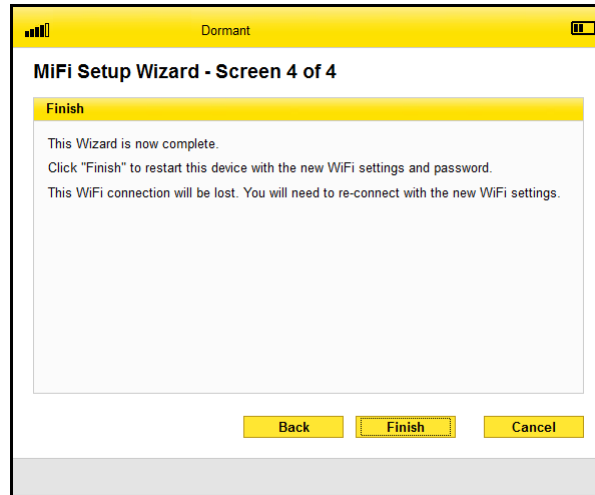 Dormant
MiFi Setup Wizard - Screen 4 of 4
Finish
This Wizard is now complete.
Click "Finish" to restart this device with the new WiFi settings and password.
This WiFi connection will be lost. You will need to re-connect with the new WiFi settings.
Back Finish Cancel